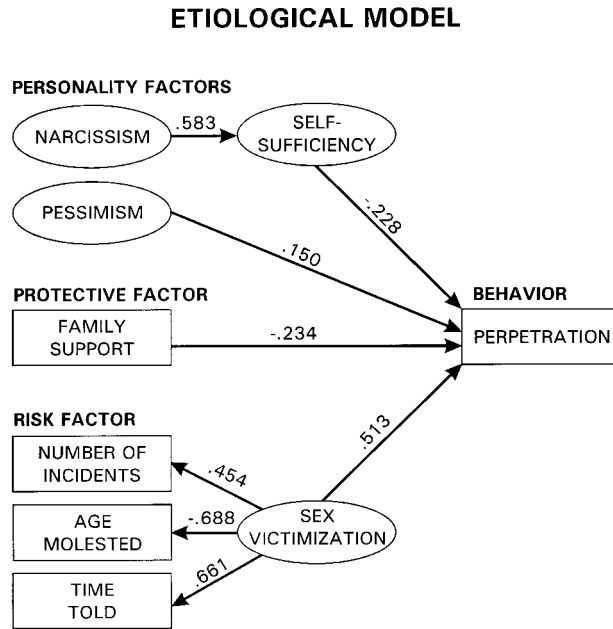 ETIOLOGICAL MODEL
PERSONALITY FACTORS
NARCISSISM
.583
SELF-
SUFFICIENCY
PESSIMISM
-.228
.150
PROTECTIVE FACTOR
BEHAVIOR
FAMILY
SUPPORT
-.234
PERPETRATION
RISK FACTOR
.513
NUMBER OF
INCIDENTS
.454
AGE
MOLESTED
-.688
SEX
VICTIMIZATION
.661
TIME
TOLD